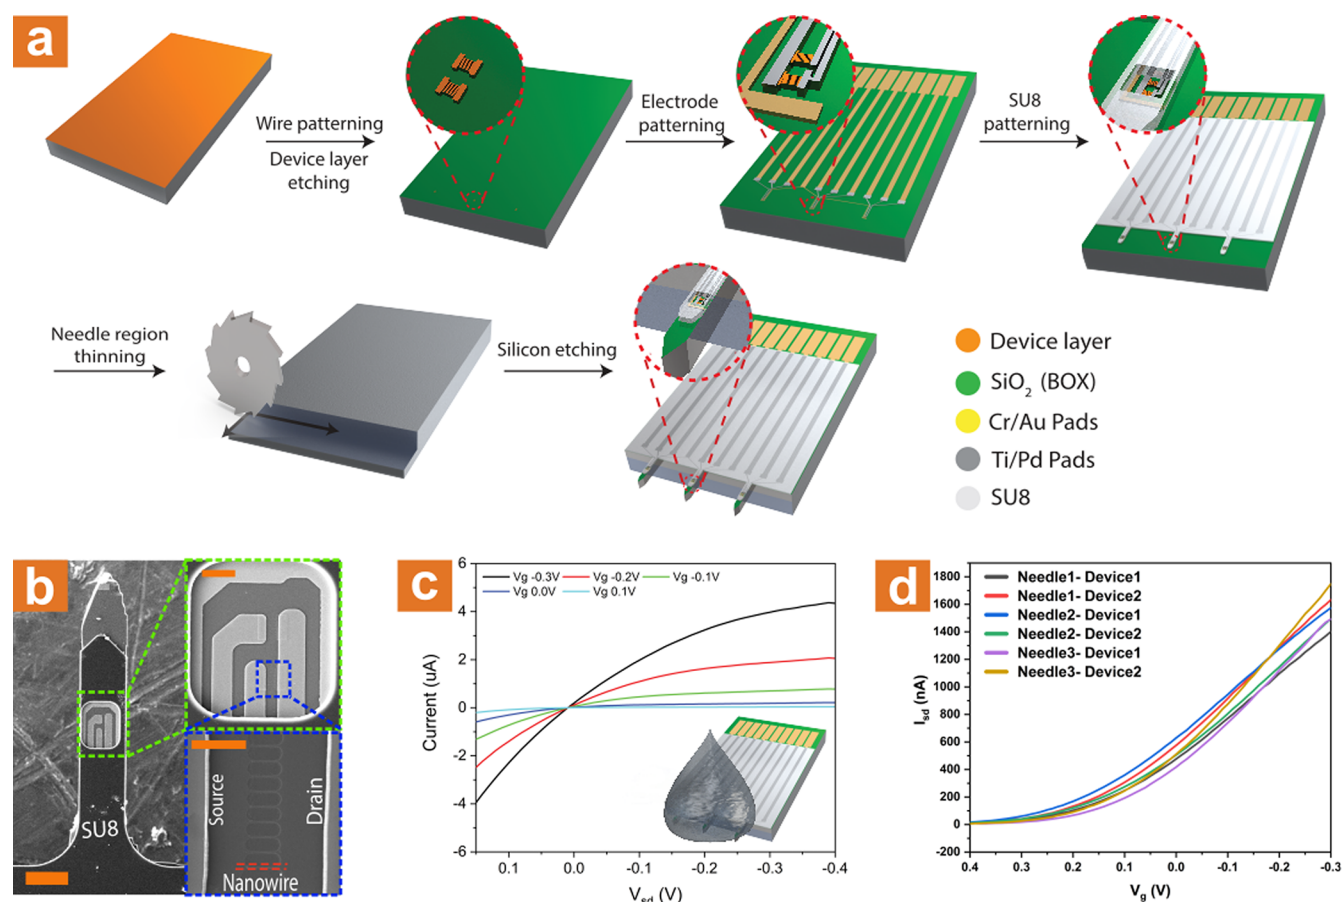 a
Wire patterning
Device layer
etching
Electrode
patterning
SU8
patterning
Needle region
thinning
Silicon etching
Device layer
SiO2 (BOX)
Cr/Au Pads
Ti/Pd Pads
SU8
b
SU8
Source
Drain
Nanowire
c
Vg -0.3V
Vg -0.2V
Vg -0.1V
Vg 0.0V
Vg 0.1V
Current (uA)
6
4
2
0
-2
-4
-6
0.1
0.0
-0.1
-0.2
-0.3
-0.4
Vsd (V)
d
Needle1- Device1
Needle1- Device2
Needle2- Device1
Needle2- Device2
Needle3- Device1
Needle3- Device2
Isd (nA)
1800
1600
1400
1200
1000
800
600
400
200
0
-200
0.4
0.3
0.2
0.1
0.0
-0.1
-0.2
-0.3
Vg (V)